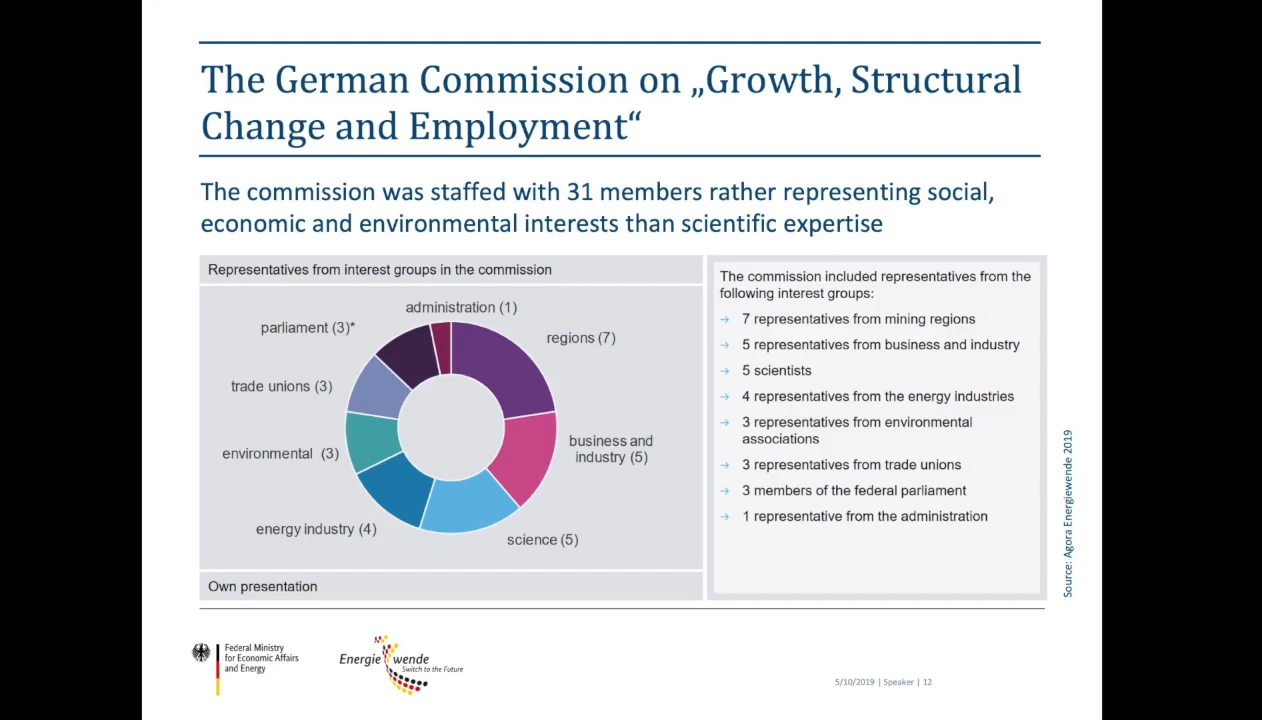 The German Commission on „Growth, Structural
Change and Employment“
The commission was staffed with 31 members rather representing social,
economic and environmental interests than scientific expertise
Representatives from interest groups in the commission
administration (1)
parliament (3)*
regions (7)
trade unions (3)
business and
industry (5)
environmental (3)
energy industry (4)
science (5)
Own presentation
The commission included representatives from the
following interest groups:
→ 7 representatives from mining regions
→ 5 representatives from business and industry
→ 5 scientists
→ 4 representatives from the energy industries
→ 3 representatives from environmental
associations
→ 3 representatives from trade unions
→ 3 members of the federal parliament
→ 1 representative from the administration
Source: Agora Energiewende 2019
Federal Ministry
for Economic Affairs
and Energy
Energie wende
Switch to the Future
5/10/2019 | Speaker | 12